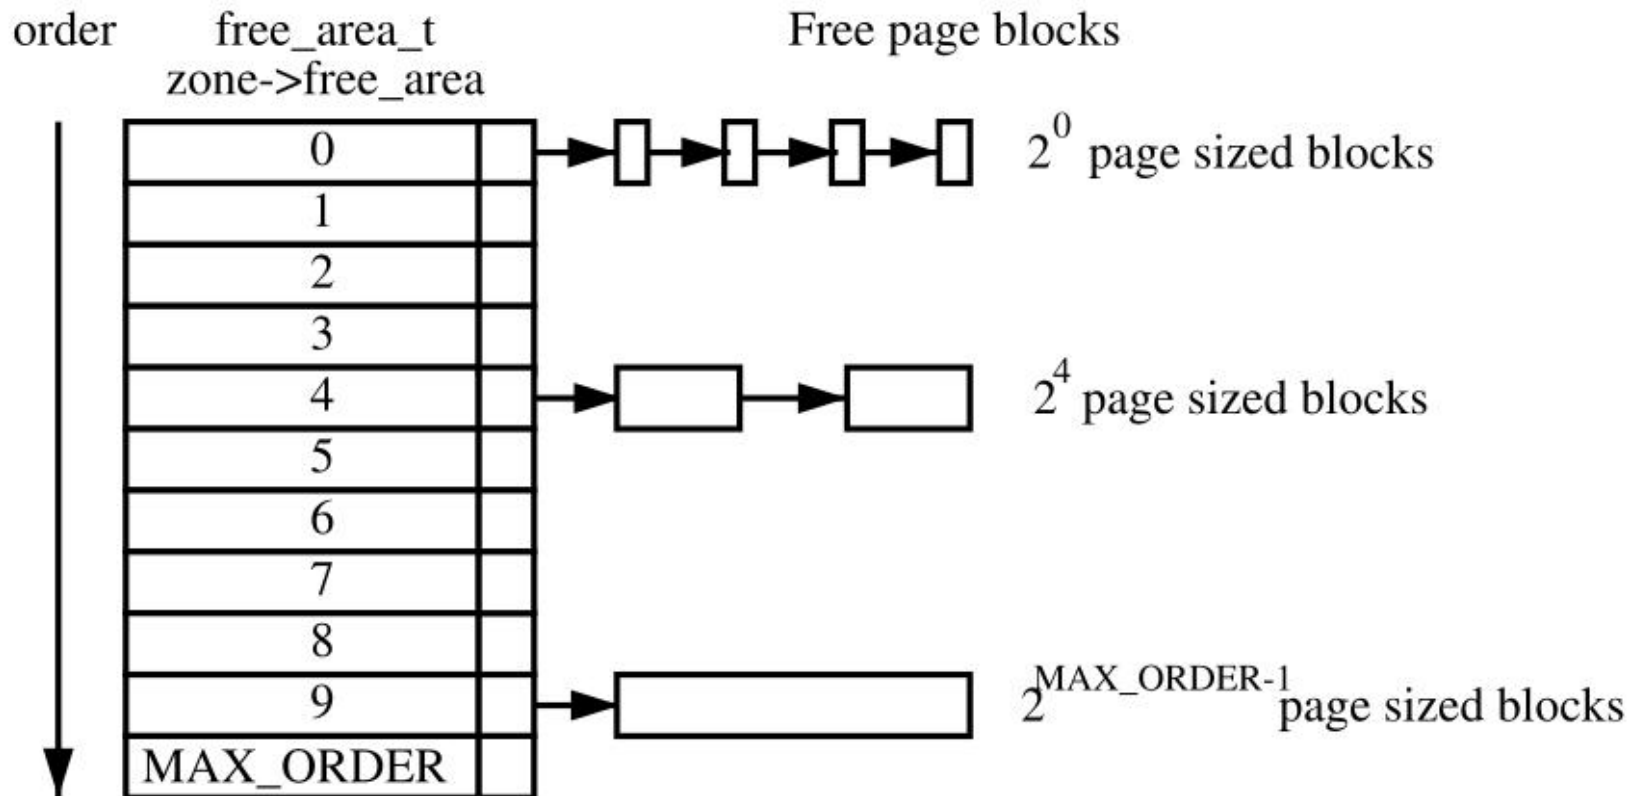 order free_area_t Free page blocks
zone->free_area
0 2^0 page sized blocks
1
2
3
4 2^4 page sized blocks
5
6
7
8
9 2^MAX_ORDER-1 page sized blocks
MAX_ORDER